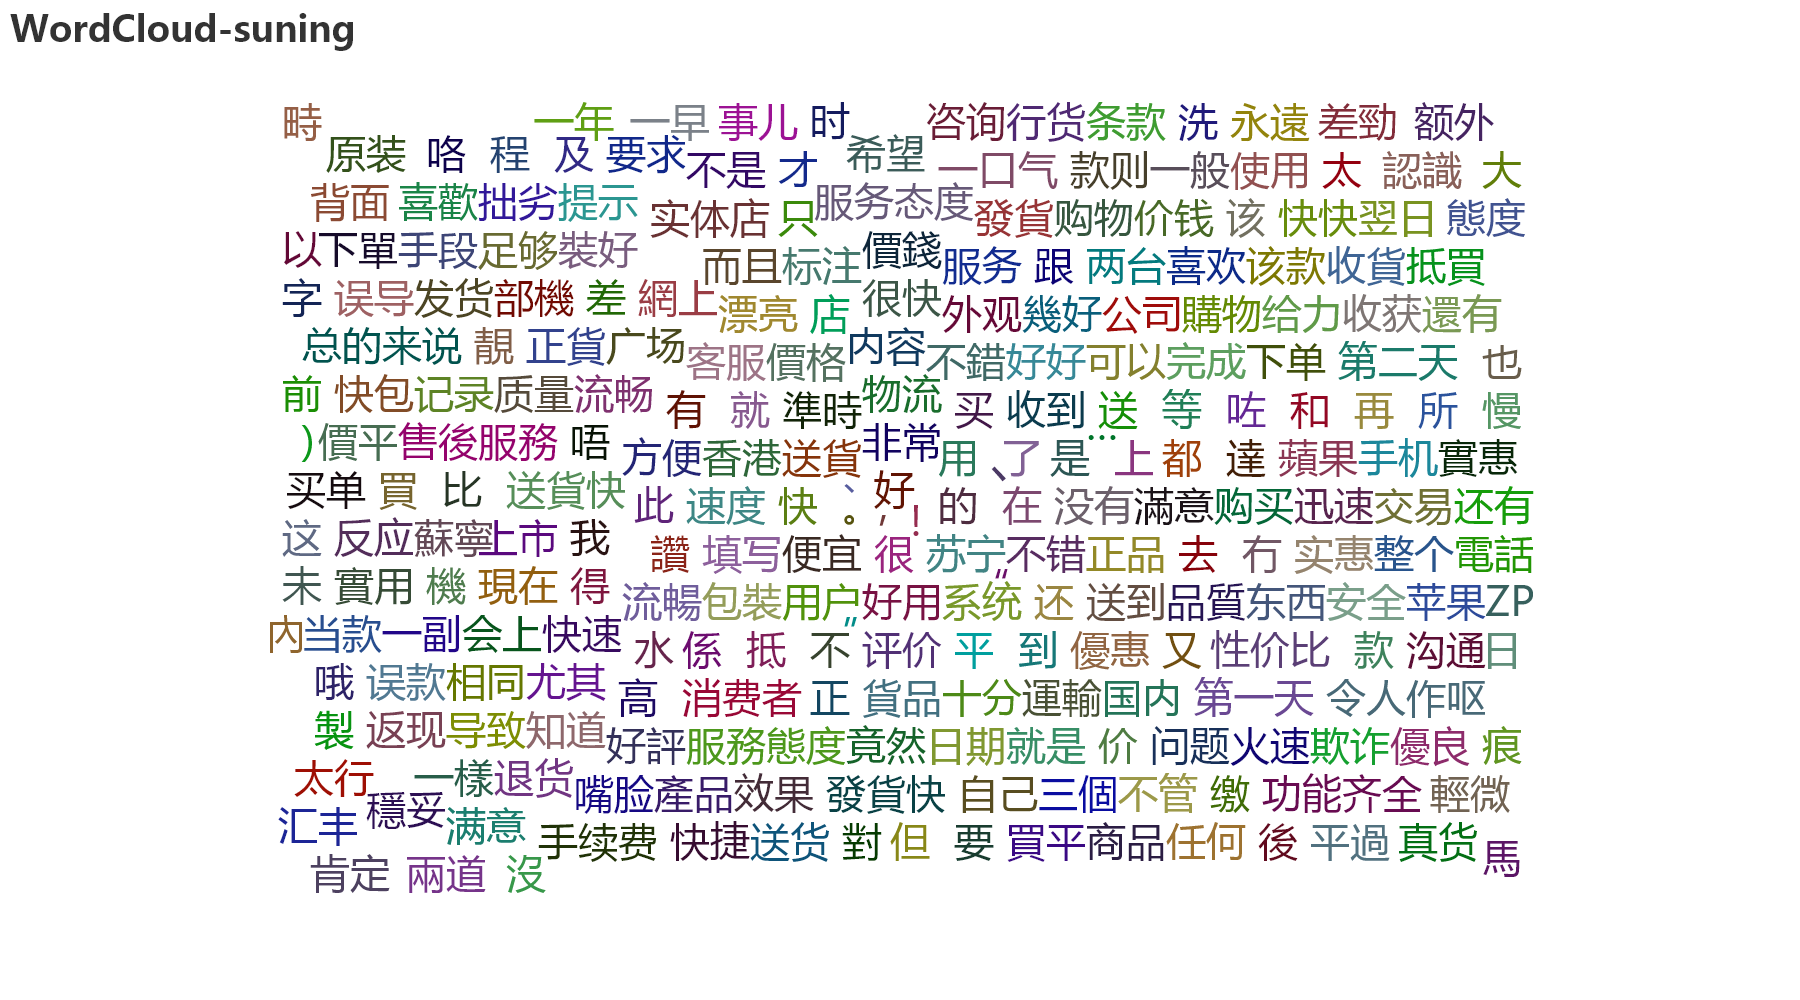 WordCloud-suning
畤 一年 一早 事儿 时 咨询 行货 条款 洗 永遠 差勁 额外
原装 咯 程 及 要求 不是 才 希望 一口气 款则 一般 使用 太 認識 大
背面 喜歡 拙劣 提示 实体店 只 服务态度 發貨 购物 价钱 该 快快 翌日 態度
以 下單 手段 足够 裝好 而且 标注 價錢 服务 跟 两台 喜欢 该款 收貨 抵買
字 误导 发货 部機 差 網上 漂亮 店 很快 外观 幾好 公司 購物 给力 收获 還有
总的来说 靚 正貨 广场 客服 價格 内容 不錯 好好 可以 完成 下单 第二天 也
前 快包 记录 质量 流畅 有 就 準時 物流 买 收到 送 等 咗 和 再 所 慢
) 價平 售後服務 唔 方便 香港 送貨 非常 用 、 了 是 … 上 都 達 蘋果 手机 實惠
买单 買 比 送貨快 此 速度 快 、 。 好 , ! 的 在 没有 滿意 购买 迅速 交易 还有
这 反应 蘇寧 上市 我 讚 填写 便宜 很 苏宁 “ 不错 正品 去 冇 实惠 整个 電話
未 實用 機 現在 得 流暢 包裝 用户 ” 好用 系统 还 送到 品質 东西 安全 苹果 ZP
內 当款 一副 会上 快速 水 係 抵 不 评价 平 到 優惠 又 性价比 款 沟通 日
哦 误款 相同 尤其 高 消费者 正 貨品 十分 運輸 国内 第一天 令人作呕
製 返现 导致 知道 好評 服務態度 竟然 日期 就是 价 问题 火速 欺诈 優良 痕
太行 一樣 退货 嘴脸 產品 效果 發貨快 自己 三個 不管 缴 功能齐全 輕微
汇丰 穩妥 满意 手续费 快捷 送货 對 但 要 買平 商品 任何 後 平過 真货 馬
肯定 兩道 沒